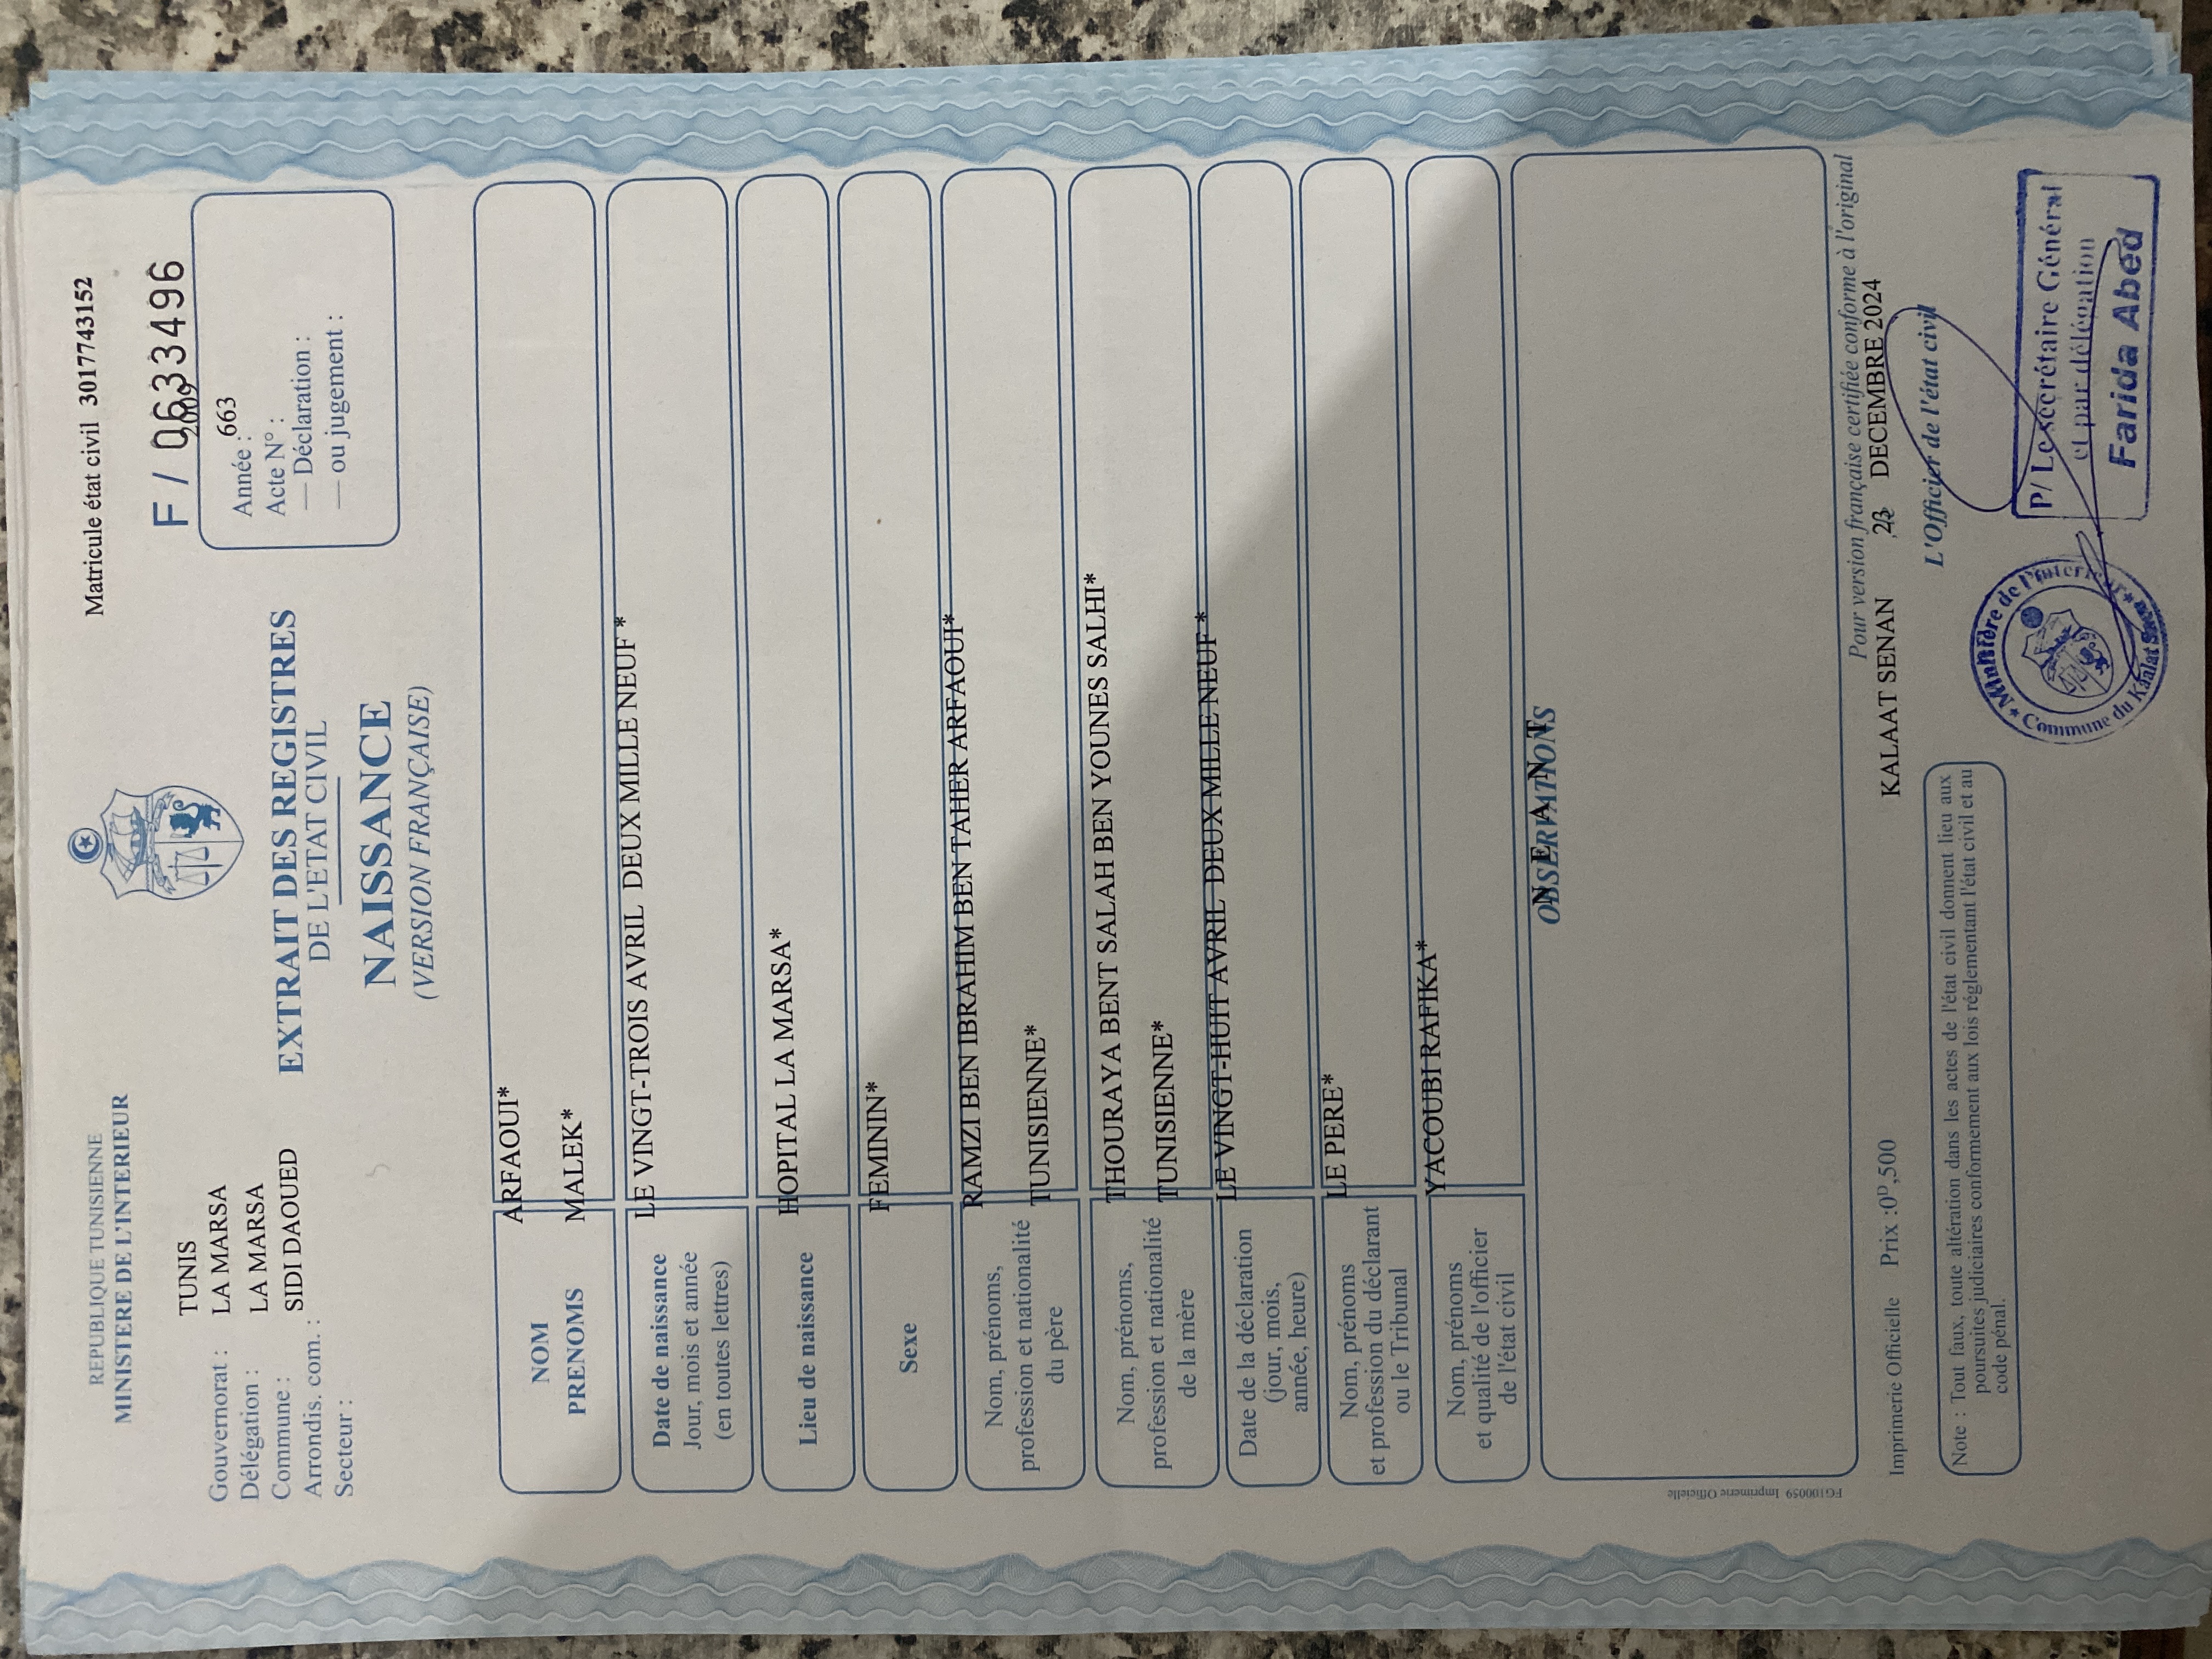 REPUBLIQUE TUNISIENNE
MINISTERE DE L'INTERIEUR
Matricule état civil 30177743152
F / 0633496
Gouvernorat : TUNIS
Délégation : LA MARSA
Commune : LA MARSA
Arrondis. com. : SIDI DAOUED
Secteur :
2009
Année :
663
Acte N° :
— Déclaration :
— ou jugement :
EXTRAIT DES REGISTRES
DE L'ETAT CIVIL
NAISSANCE
(VERSION FRANÇAISE)
NOM ARFAOUI*
PRENOMS MALEK*
Date de naissance LE VINGT-TROIS AVRIL DEUX MILLE NEUF *
Jour, mois et année
(en toutes lettres)
Lieu de naissance HOPITAL LA MARSA*
Sexe FEMININ*
Nom, prénoms, RAMZI BEN IBRAHIM BEN TAHER ARFAOUI*
profession et nationalité
du père TUNISIENNE*
Nom, prénoms, THOURAYA BENT SALAH BEN YOUNES SALHI*
profession et nationalité TUNISIENNE*
de la mère
Date de la déclaration LE VINGT-HUIT AVRIL DEUX MILLE NEUF *
(jour, mois,
année, heure)
Nom, prénoms LE PERE*
et profession du déclarant
ou le Tribunal
Nom, prénoms YACOUBI RAFIKA*
et qualité de l'officier
de l'état civil
N E A N T
OBSERVATIONS
FG100059 Imprimerie Officielle
Pour version française certifiée conforme à l'original
Imprimerie Officielle Prix :0ᴰ,500
KALAAT SENAN , 23 DECEMBRE 2024
L'Officier de l'état civil
Note : Tout faux, toute altération dans les actes de l'état civil donnent lieu aux
poursuites judiciaires conformement aux lois réglementant l'état civil et au
code pénal.
Ministère de l'interieur
Commune du Kaalat
P/ Le secrétaire Général
et par délégation
Farida Abed